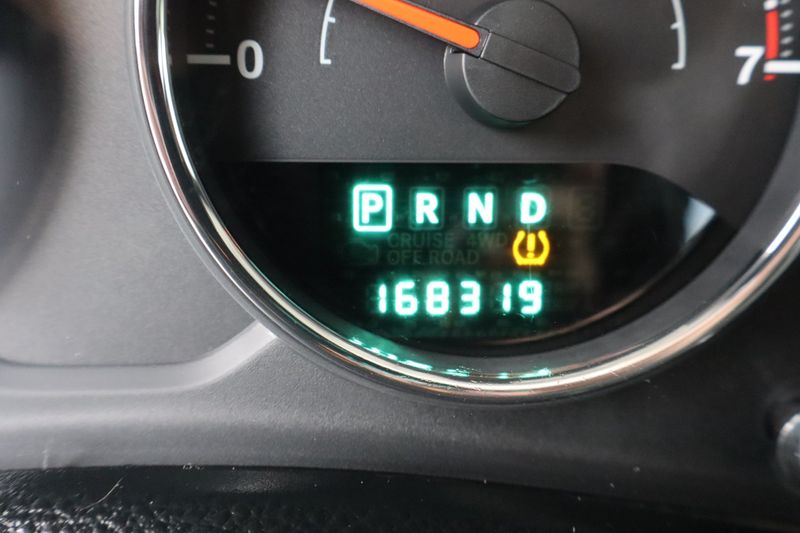 0 7
P R N D
CRUISE 4WD
OFF ROAD
168319